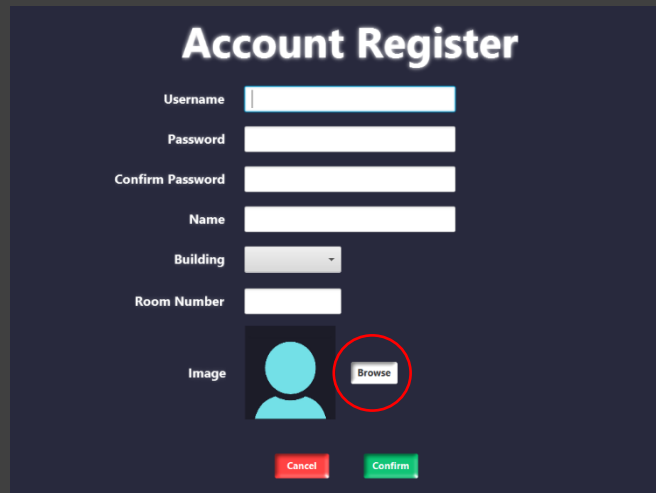 Account Register
Username
Password
Confirm Password
Name
Building
Room Number
Image
Browse
Cancel
Confirm